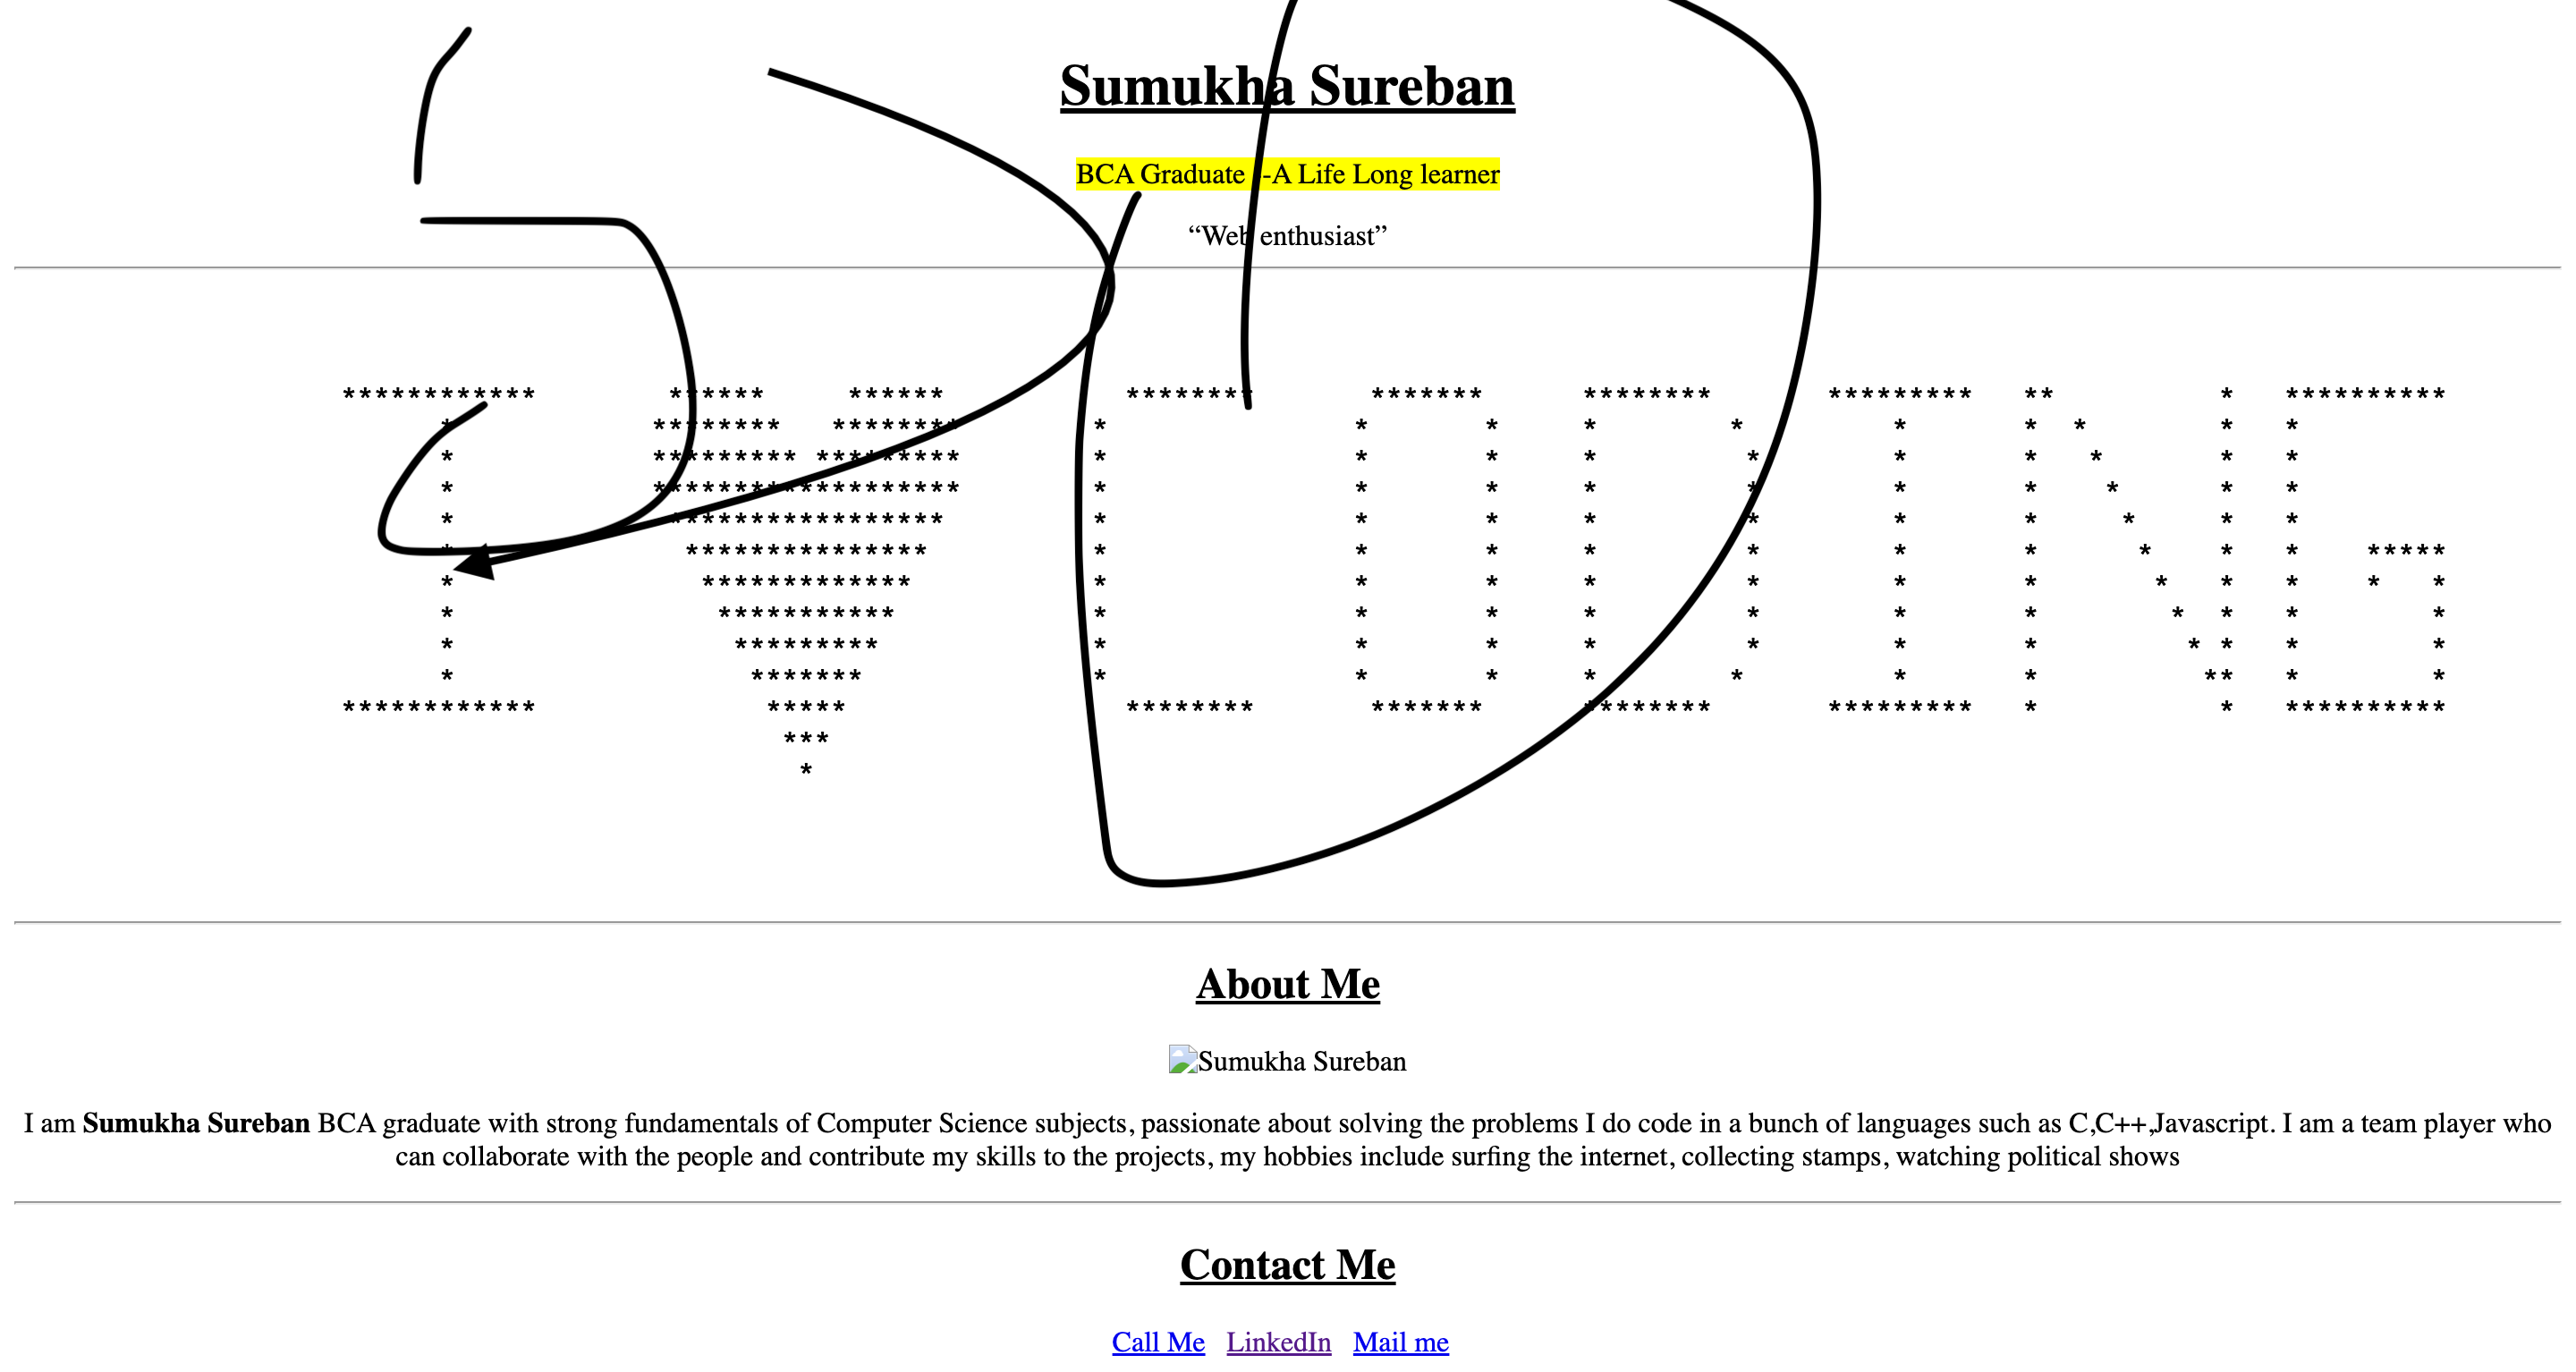 Sumukha Sureban
BCA Graduate --A Life Long learner
“Web enthusiast”
I ♥ CODING
About Me
Sumukha Sureban
I am Sumukha Sureban BCA graduate with strong fundamentals of Computer Science subjects, passionate about solving the problems I do code in a bunch of languages such as C,C++,Javascript. I am a team player who
can collaborate with the people and contribute my skills to the projects, my hobbies include surfing the internet, collecting stamps, watching political shows
Contact Me
Call Me LinkedIn Mail me